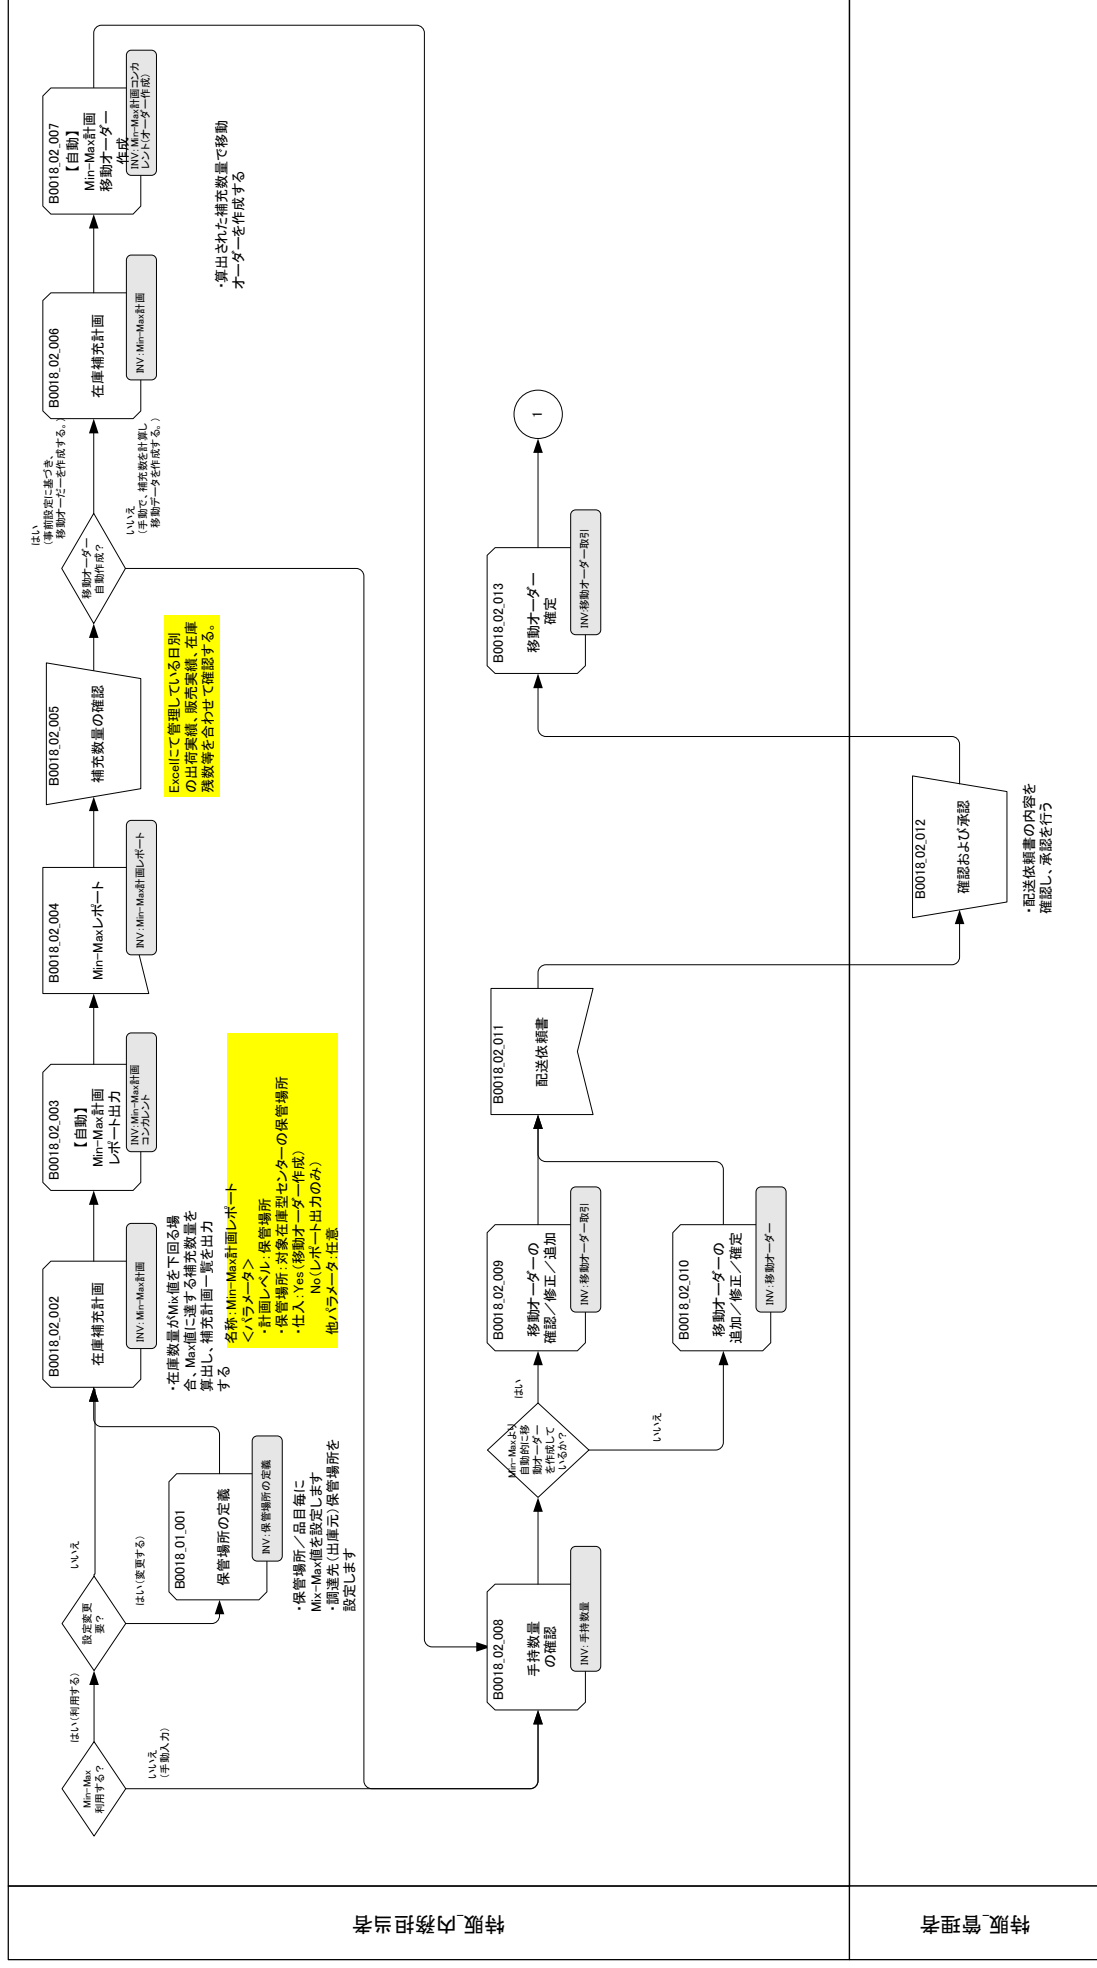 特販_内務担当者
Min-Max
利用する？
はい（利用する）
いいえ
（手動入力）
設定変更
要？
いいえ
はい（変更する）
B0018_01_001
保管場所の定義
INV:保管場所の定義
・保管場所／品目毎に
Mix-Max値を設定します
・調達先（出庫元）保管場所を
設定します
B0018_02_002
在庫補充計画
INV:Min-Max計画
・在庫数量がMix値を下回る場
合、Max値に達する補充数量を
算出し、補充計画一覧を出力
する
名称：Min-Max計画レポート
＜パラメータ＞
・計画レベル：保管場所
・保管場所：対象在庫型センターの保管場所
・仕入：Yes（移動オーダー作成）
No（レポート出力のみ）
他パラメータ：任意
B0018_02_003
【自動】
Min-Max計画
レポート出力
INV:Min-Max計画
コンカレント
B0018_02_004
Min-Maxレポート
INV:Min-Max計画レポート
B0018_02_005
補充数量の確認
Excelにて管理している日別
の出荷実績、販売実績、在庫
残数等を合わせて確認する。
移動オーダー
自動作成？
はい
（事前設定に基づき、
移動オーだーを作成する。）
いいえ
（手動で、補充数を計算し
移動データを作成する。）
B0018_02_006
在庫補充計画
INV:Min-Max計画
B0018_02_007
【自動】
Min-Max計画
移動オーダー
作成
INV:Min-Max計画コンカ
レント(オーダー作成)
・算出された補充数量で移動
オーダーを作成する
B0018_02_008
手持数量
の確認
INV:手持数量
Min-Maxより
自動的に移
動オーダー
を作成して
いるか？
はい
いいえ
B0018_02_009
移動オーダーの
確認／修正／追加
INV:移動オーダー取引
B0018_02_010
移動オーダーの
追加／修正／確定
INV:移動オーダー
B0018_02_011
配送依頼書
B0018_02_013
移動オーダー
確定
INV:移動オーダー取引
1
特販_管理者
B0018_02_012
確認および承認
・配送依頼書の内容を
確認し、承認を行う